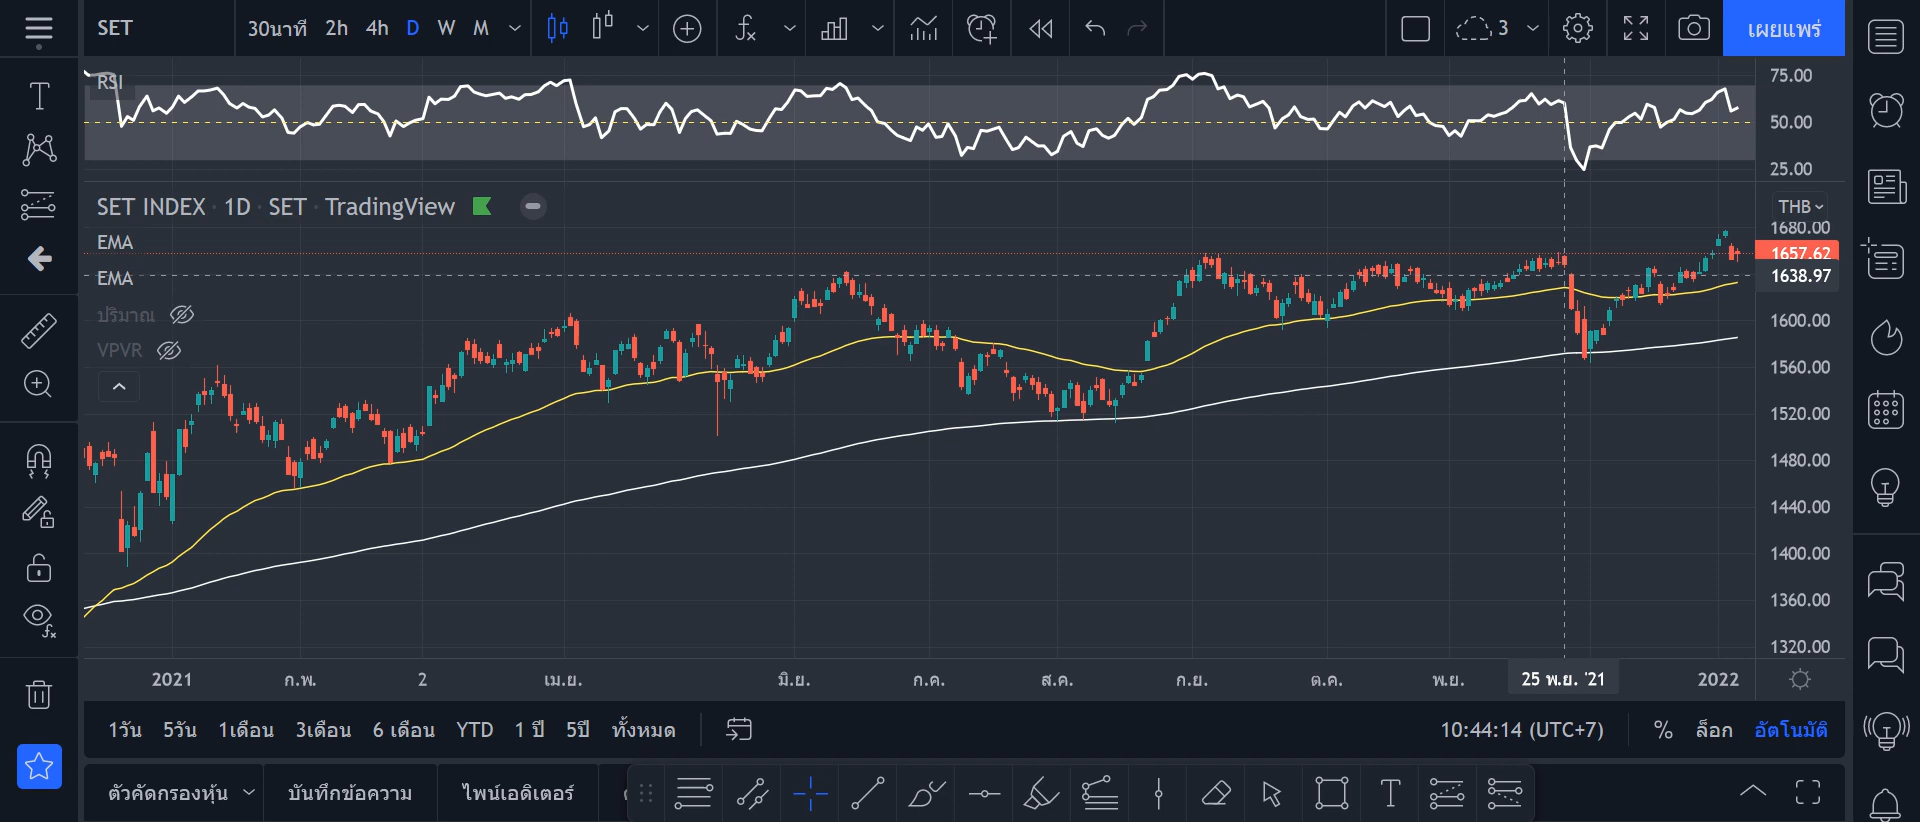 SET 30นาที 2h 4h D W M 3 เผยแพร่
RSI
75.00
50.00
25.00
SET INDEX · 1D · SET · TradingView
THB
EMA
EMA
ปริมาณ
VPVR
1680.00
1657.62
1638.97
1600.00
1560.00
1520.00
1480.00
1440.00
1400.00
1360.00
1320.00
2021 ก.พ. 2 เม.ย. มิ.ย. ก.ค. ส.ค. ก.ย. ต.ค. พ.ย. 25 พ.ย. '21 2022
1วัน 5วัน 1เดือน 3เดือน 6 เดือน YTD 1 ปี 5ปี ทั้งหมด 10:44:14 (UTC+7) % ล็อก อัตโนมัติ
ตัวคัดกรองหุ้น บันทึกข้อความ ไพน์เอดิเตอร์